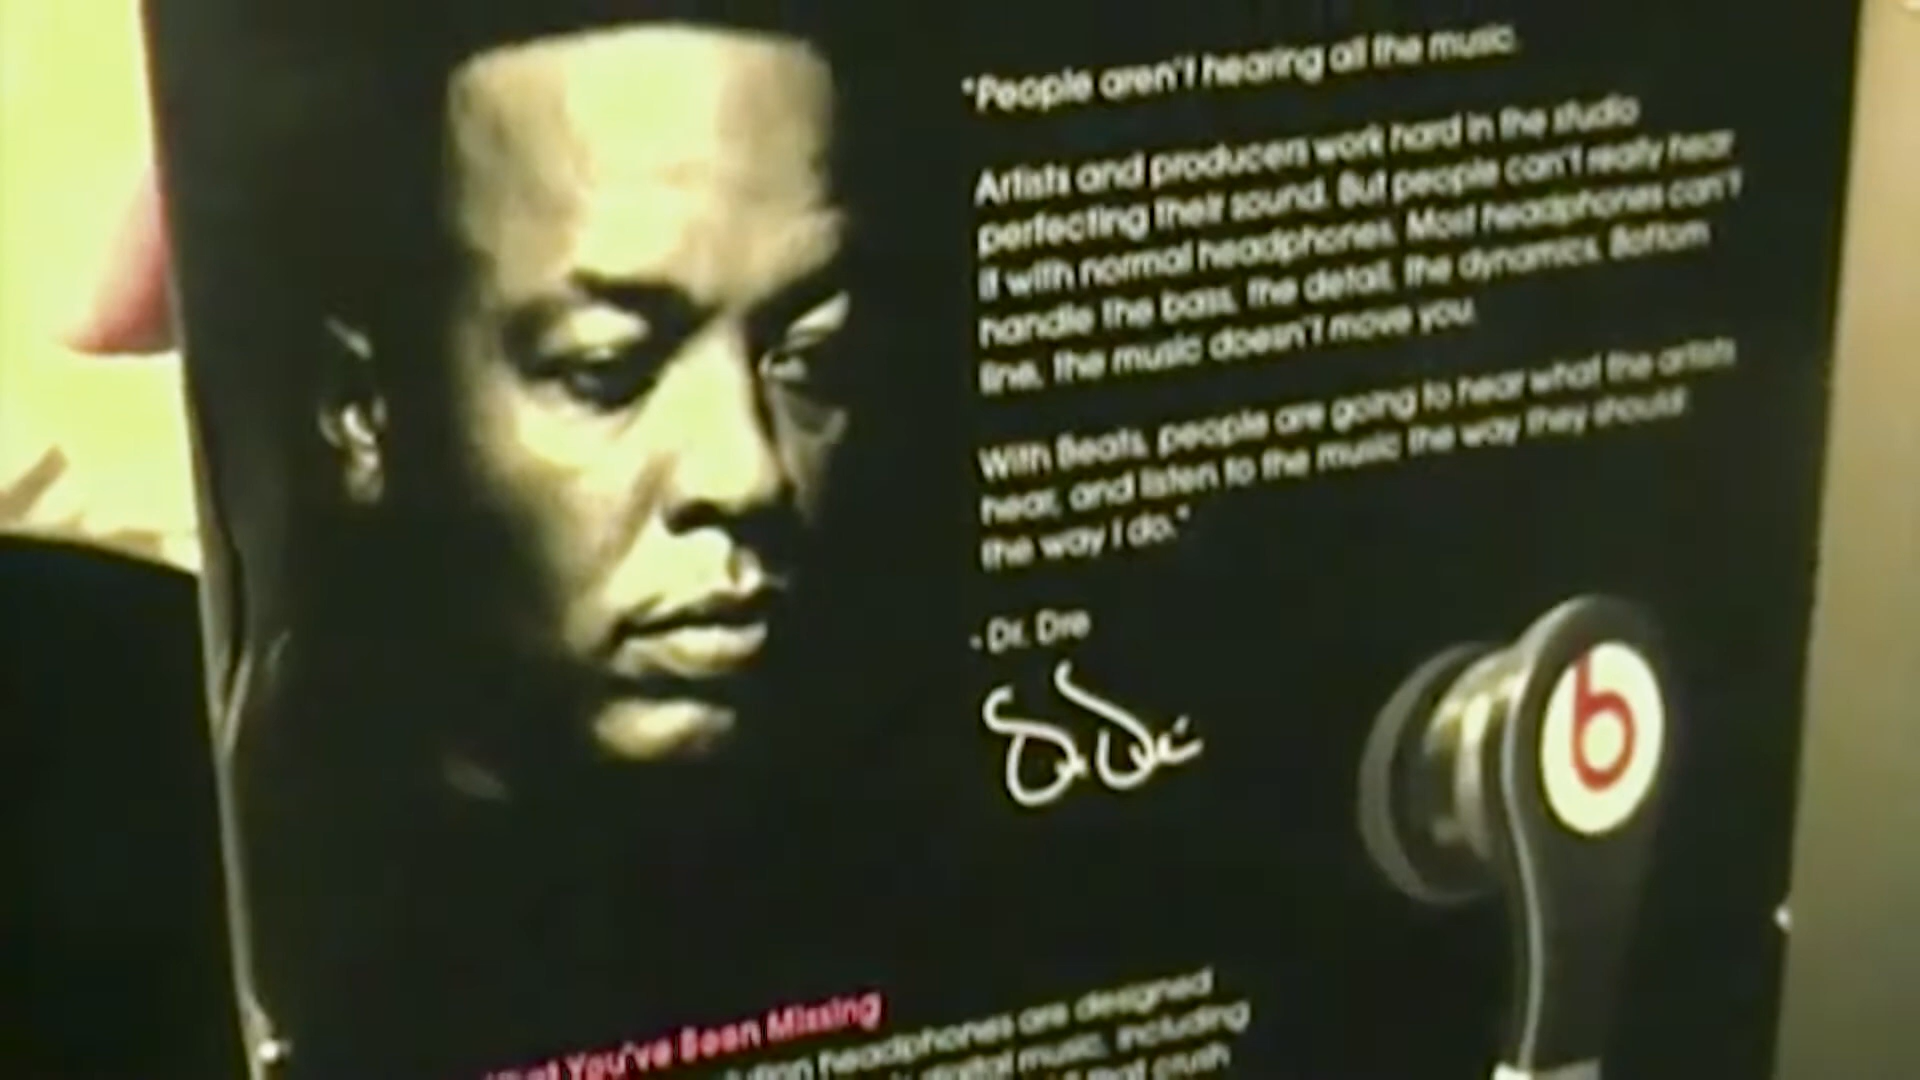 "People aren't hearing all the music.
Artists and producers work hard in the studio
perfecting their sound. But people can't really hear
it with normal headphones. Most headphones can't
handle the bass, the detail, the dynamics. Bottom
line, the music doesn't move you.
With Beats, people are going to hear what the artists
hear, and listen to the music the way they should:
the way I do."
- Dr. Dre
Dr. Dre
b
You've Been Missing
headphones are designed
digital music, including
that crush